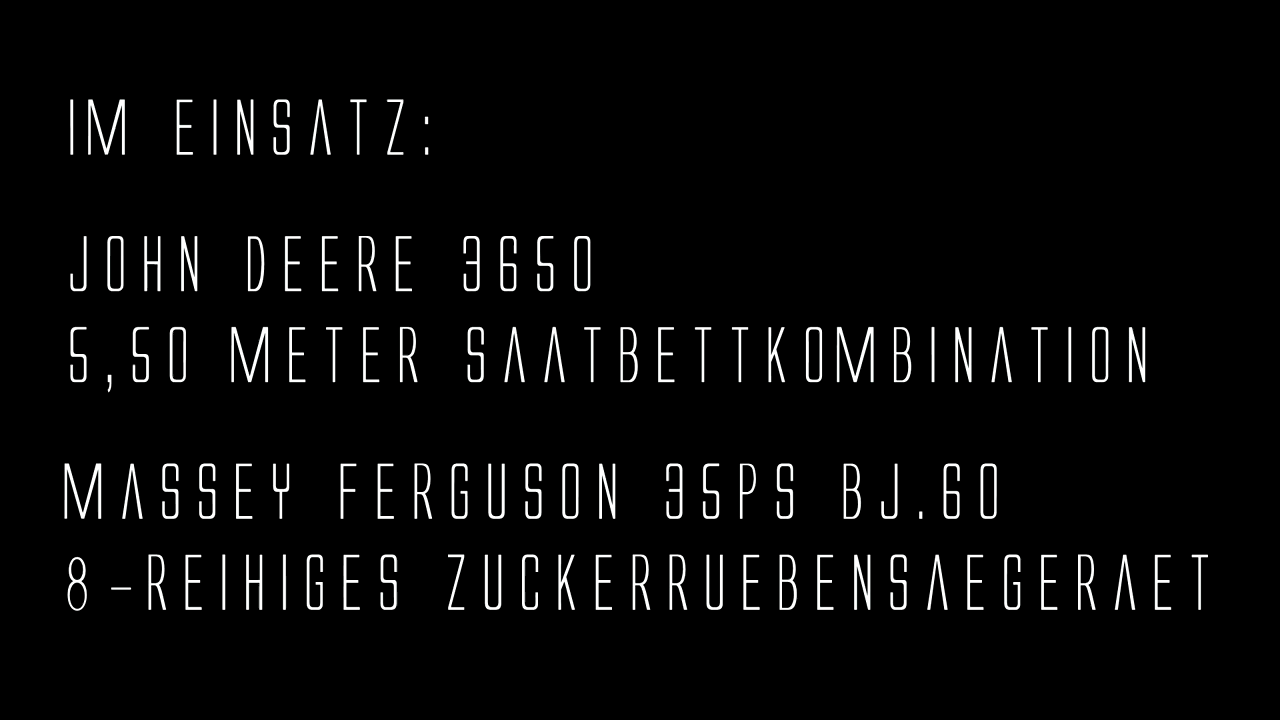 IM EINSATZ:
JOHN DEERE 3650
5,50 METER SAATBETTKOMBINATION
MASSEY FERGUSON 35PS BJ.60
8-REIHIGES ZUCKERRUEBENSAEGERAET